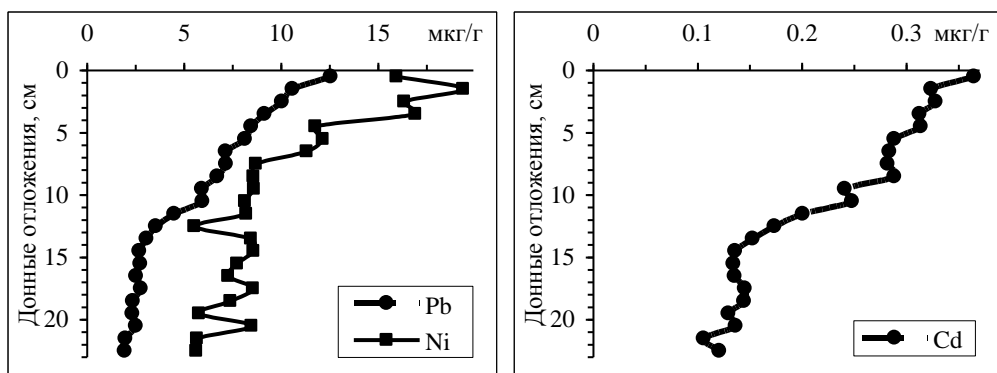 0 5 10 15 мкг/г
0
5
10
15
20
Донные отложения, см
Pb
Ni
0 0.1 0.2 0.3 мкг/г
0
5
10
15
20
Донные отложения, см
Cd